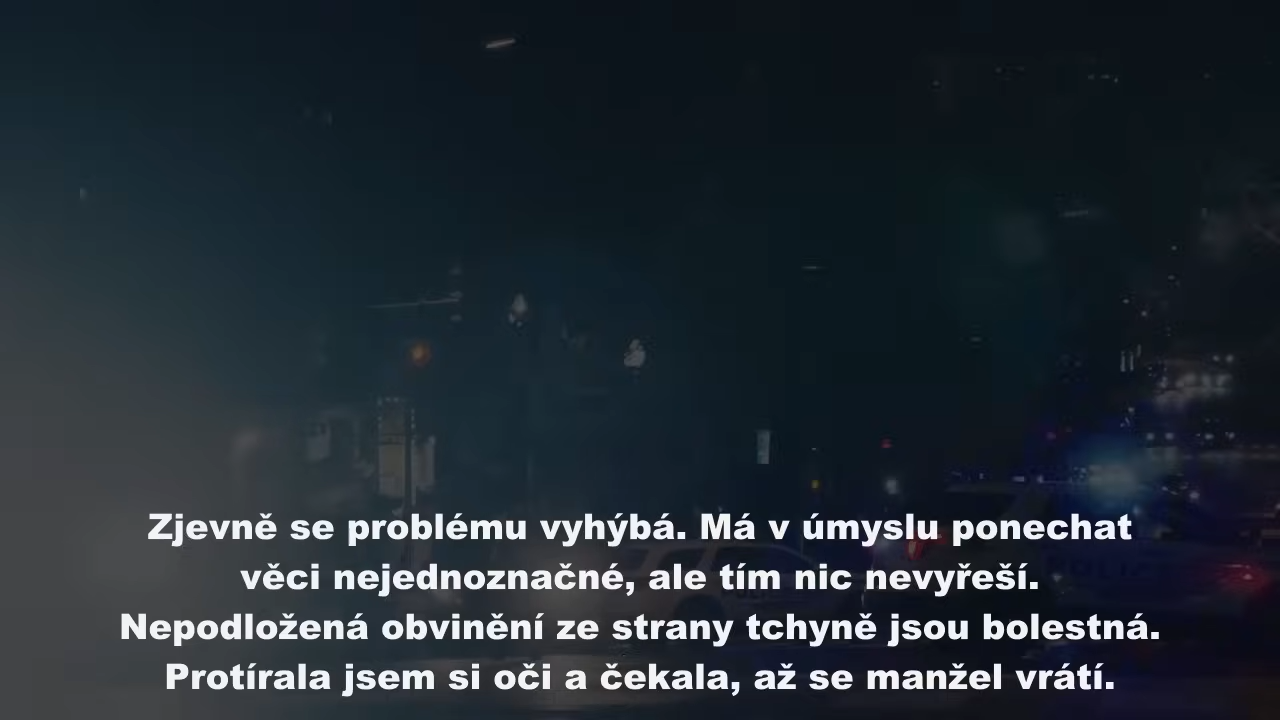 Zjevně se problému vyhýbá. Má v úmyslu ponechat
věci nejednoznačné, ale tím nic nevyřeší.
Nepodložená obvinění ze strany tchyně jsou bolestná.
Protírala jsem si oči a čekala, až se manžel vrátí.